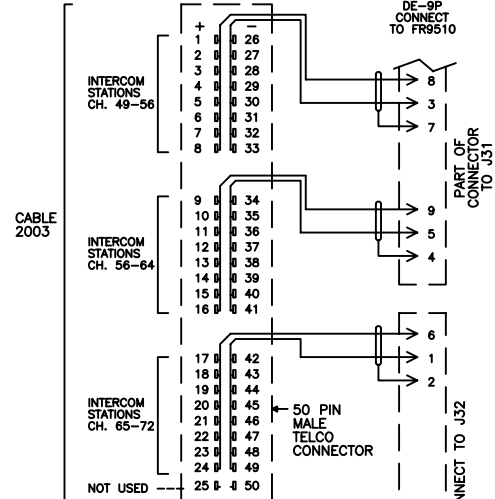 DE-9P
CONNECT
TO FR9510
+ −
1 26
2 27
3 28
4 29
5 30
6 31
7 32
8 33
INTERCOM
STATIONS
CH. 49-56
8
3
7
PART OF
CONNECTOR
TO J31
9 34
10 35
11 36
12 37
13 38
14 39
15 40
16 41
CABLE
2003
INTERCOM
STATIONS
CH. 56-64
9
5
4
17 42
18 43
19 44
20 45
21 46
22 47
23 48
24 49
25 50
INTERCOM
STATIONS
CH. 65-72
NOT USED
6
1
2
50 PIN
MALE
TELCO
CONNECTOR
NNECT TO J32